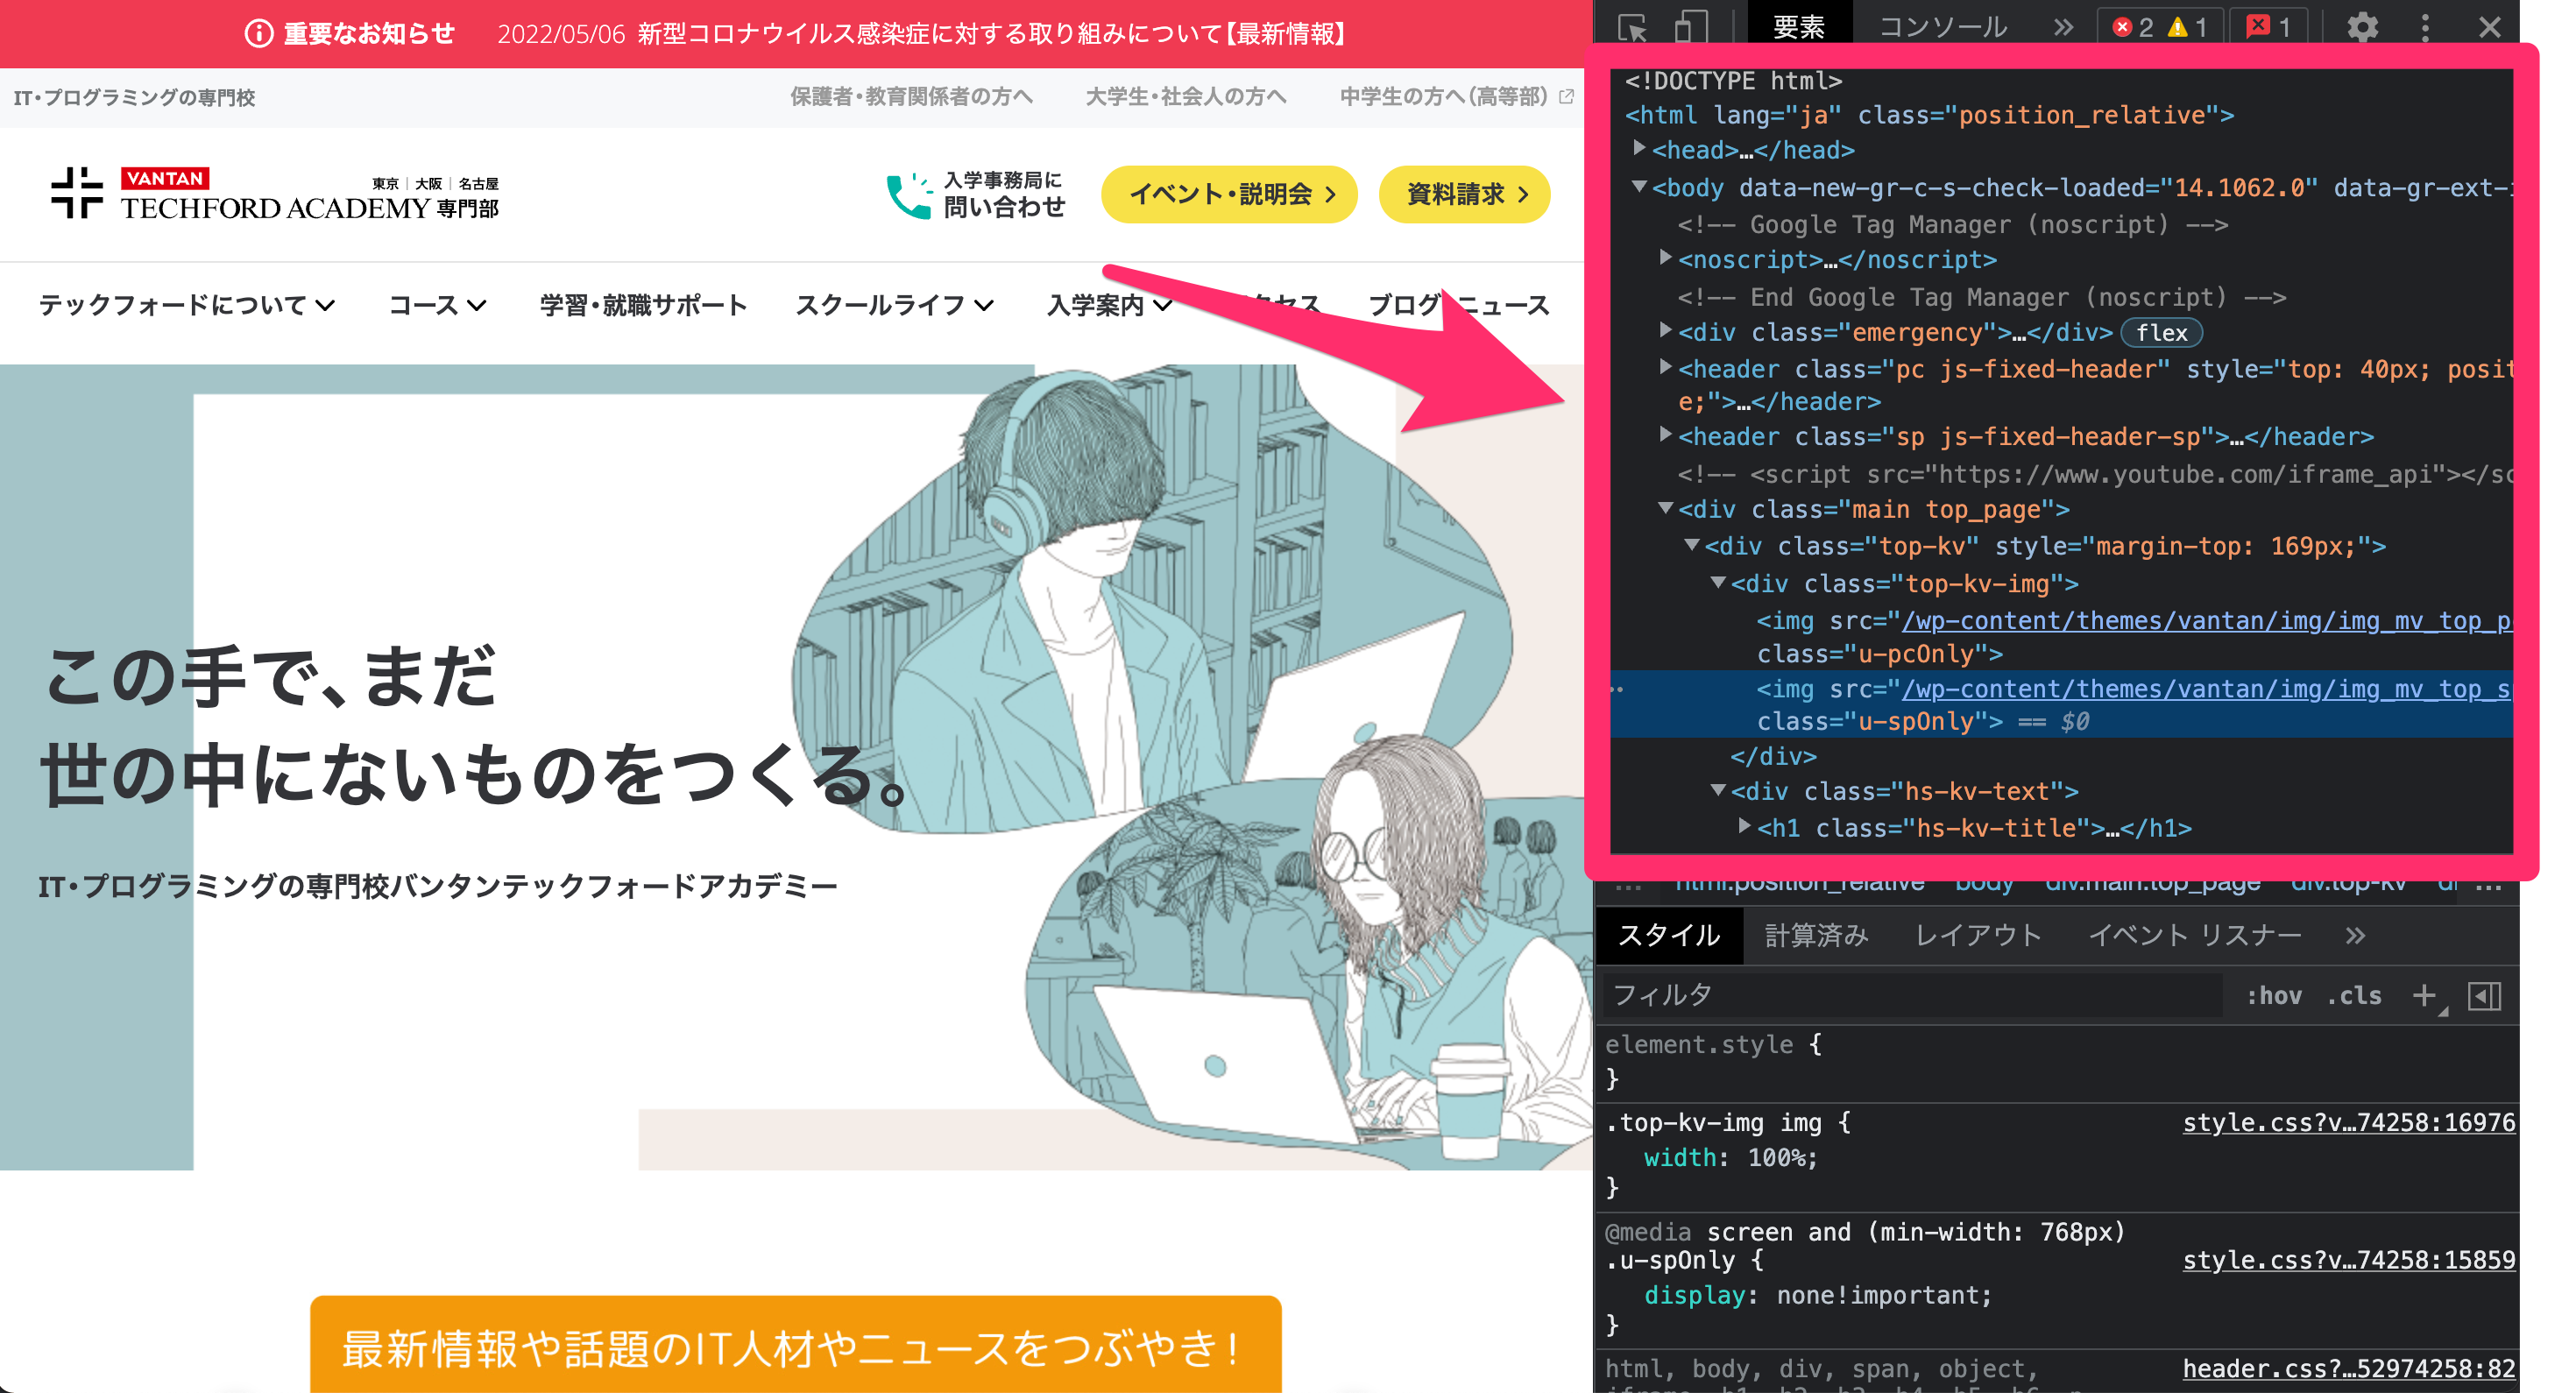 重要なお知らせ 2022/05/06 新型コロナウイルス感染症に対する取り組みについて【最新情報】
IT・プログラミングの専門校 保護者・教育関係者の方へ 大学生・社会人の方へ 中学生の方へ（高等部）
VANTAN 東京 | 大阪 | 名古屋
TECHFORD ACADEMY 専門部
入学事務局に
問い合わせ
イベント・説明会
資料請求
テックフォードについて コース 学習・就職サポート スクールライフ 入学案内 セス ブログ ニュース
この手で、まだ
世の中にないものをつくる。
IT・プログラミングの専門校バンタンテックフォードアカデミー
最新情報や話題のIT人材やニュースをつぶやき！
要素 コンソール » 2 1 1
<!DOCTYPE html>
<html lang="ja" class="position_relative">
<head>…</head>
<body data-new-gr-c-s-check-loaded="14.1062.0" data-gr-ext-i
<!-- Google Tag Manager (noscript) -->
<noscript>…</noscript>
<!-- End Google Tag Manager (noscript) -->
<div class="emergency">…</div> flex
<header class="pc js-fixed-header" style="top: 40px; posit
e;">…</header>
<header class="sp js-fixed-header-sp">…</header>
<!-- <script src="https://www.youtube.com/iframe_api"></sc
<div class="main top_page">
<div class="top-kv" style="margin-top: 169px;">
<div class="top-kv-img">
<img src="/wp-content/themes/vantan/img/img_mv_top_p
class="u-pcOnly">
<img src="/wp-content/themes/vantan/img/img_mv_top_s
class="u-spOnly"> == $0
</div>
<div class="hs-kv-text">
<h1 class="hs-kv-title">…</h1>
... html.position_relative body div.main.top_page div.top-kv di ...
スタイル 計算済み レイアウト イベント リスナー »
フィルタ :hov .cls +
element.style {
}
.top-kv-img img { style.css?v…74258:16976
width: 100%;
}
@media screen and (min-width: 768px)
.u-spOnly { style.css?v…74258:15859
display: none!important;
}
html, body, div, span, object, header.css?…52974258:82